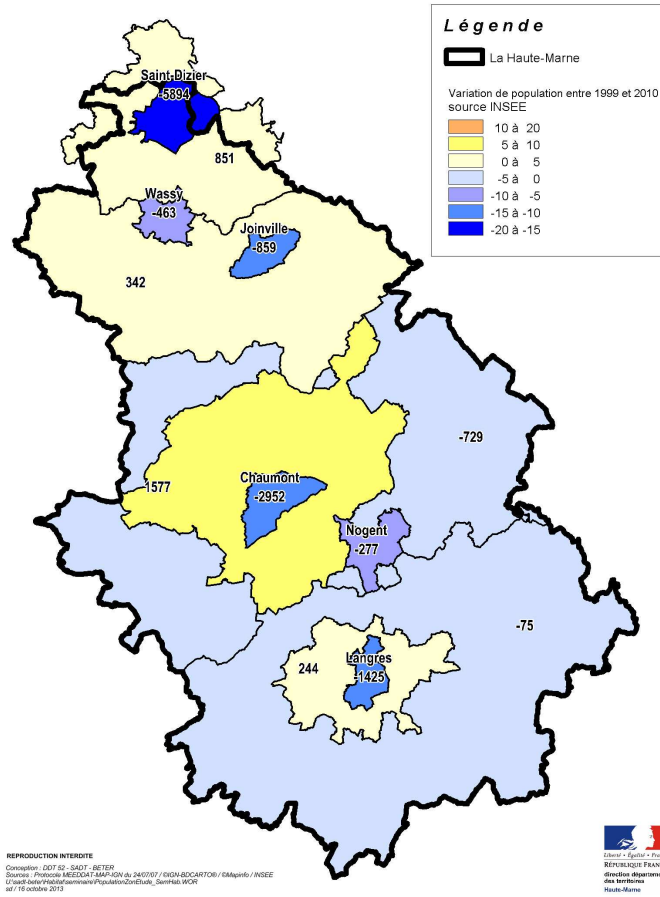 Légende
La Haute-Marne
Variation de population entre 1999 et 2010
source INSEE
10 à 20
5 à 10
0 à 5
-5 à 0
-10 à -5
-15 à -10
-20 à -15
Saint Dizier
-5894
851
Wassy
-463
Joinville
-859
342
-729
Chaumont
-2952
1577
Nogent
-277
-75
Langres
-1425
244
REPRODUCTION INTERDITE
Conception : DDT 52 - SADT - BETER
Sources : Protocole MEEDDAT-MAP-IGN du 24/07/07 / ©IGN-BDCARTO® / ©Mapinfo / INSEE
U:\sadt-beter\Habitat\seminaire\PopulationZonEtude_SemHab.WOR
sd / 16 octobre 2013
Liberté • Égalité •
RÉPUBLIQUE FRAN
direction départem
des territoires
Haute-Marne